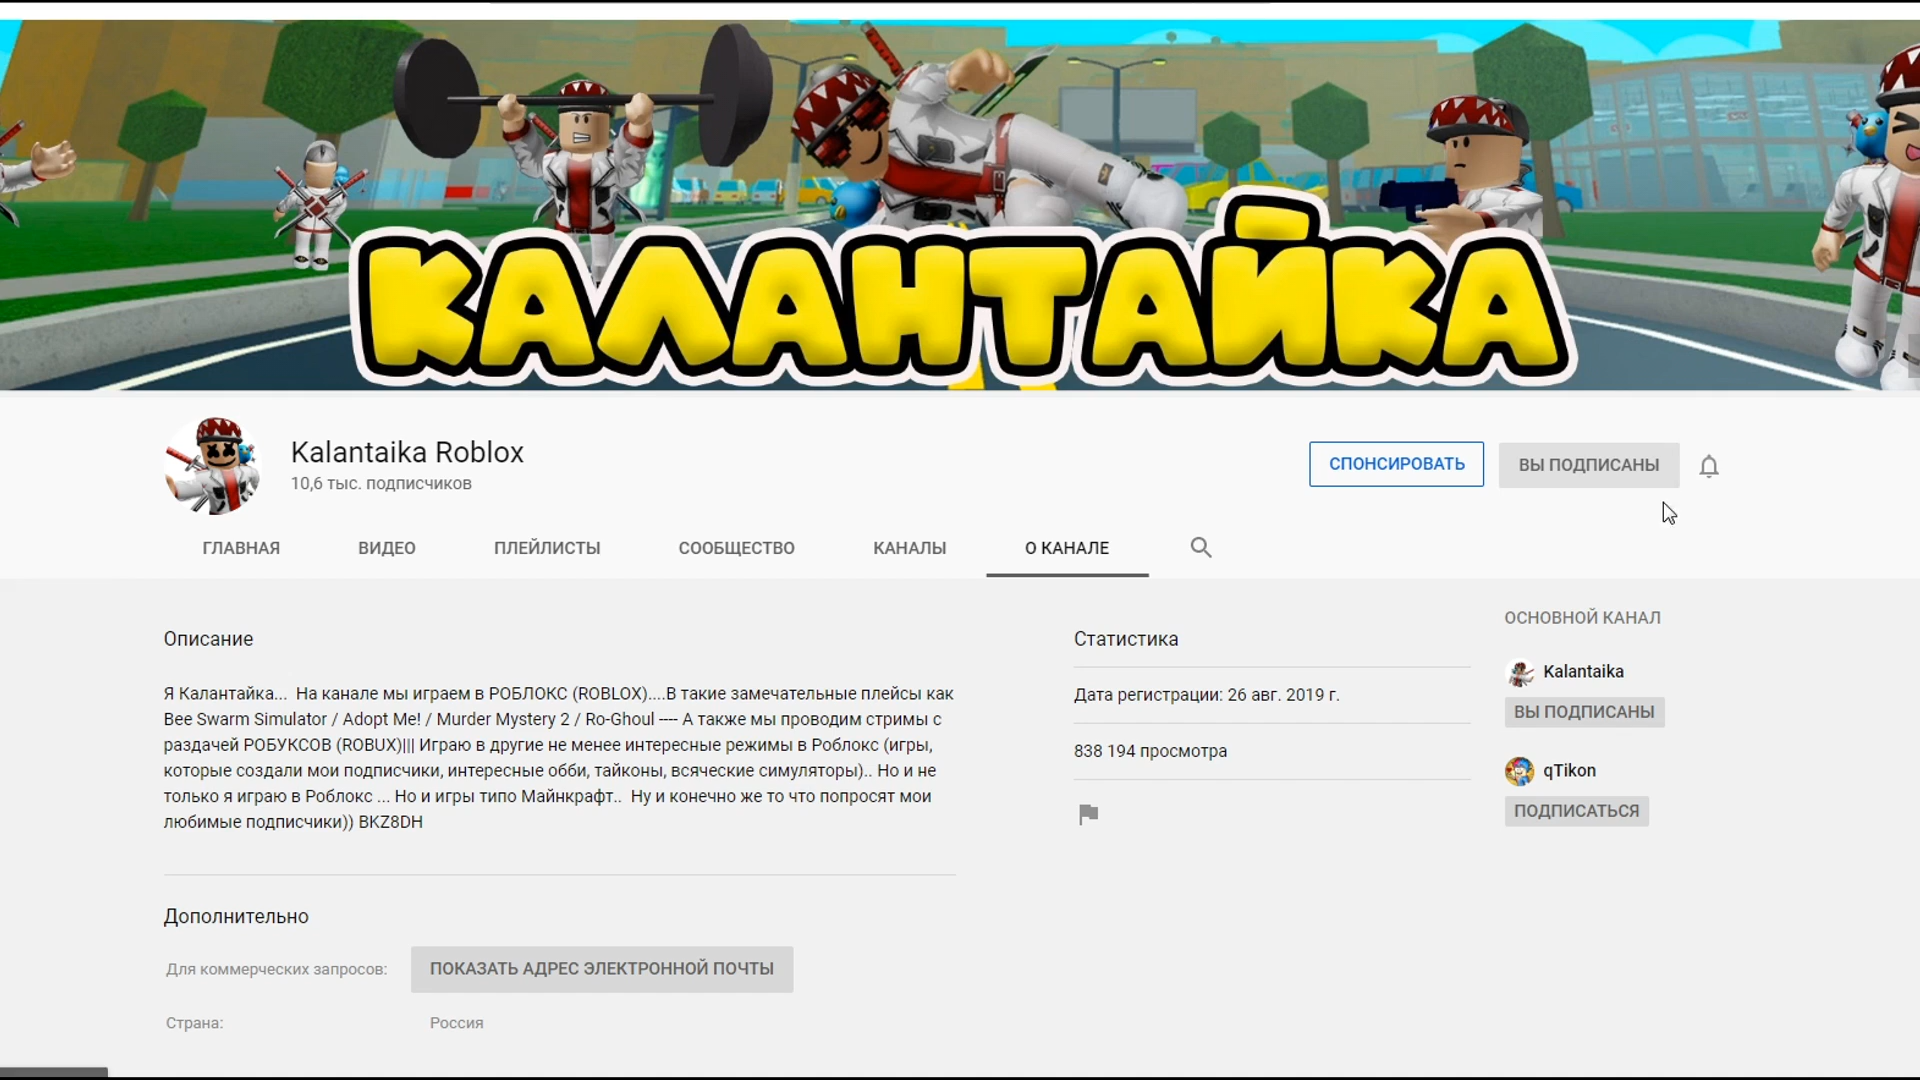 КАЛАНТАЙКА
Kalantaika Roblox
10,6 тыс. подписчиков
СПОНСИРОВАТЬ
ВЫ ПОДПИСАНЫ
ГЛАВНАЯ
ВИДЕО
ПЛЕЙЛИСТЫ
СООБЩЕСТВО
КАНАЛЫ
О КАНАЛЕ
Описание
Я Калантайка... На канале мы играем в РОБЛОКС (ROBLOX)....В такие замечательные плейсы как
Bee Swarm Simulator / Adopt Me! / Murder Mystery 2 / Ro-Ghoul ---- А также мы проводим стримы с
раздачей РОБУКСОВ (ROBUX)||| Играю в другие не менее интересные режимы в Роблокс (игры,
которые создали мои подписчики, интересные обби, тайконы, всяческие симуляторы).. Но и не
только я играю в Роблокс ... Но и игры типо Майнкрафт.. Ну и конечно же то что попросят мои
любимые подписчики)) BKZ8DH
Дополнительно
Для коммерческих запросов:
ПОКАЗАТЬ АДРЕС ЭЛЕКТРОННОЙ ПОЧТЫ
Страна:
Россия
Статистика
Дата регистрации: 26 авг. 2019 г.
838 194 просмотра
ОСНОВНОЙ КАНАЛ
Kalantaika
ВЫ ПОДПИСАНЫ
qTikon
ПОДПИСАТЬСЯ